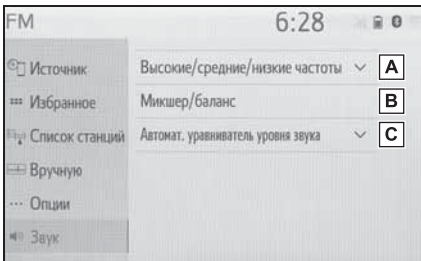 FM 6:28
Источник
Избранное
Список станций
Вручную
Опции
Звук
Высокие/средние/низкие частоты A
Микшер/баланс B
Автомат. уравниватель уровня звука C